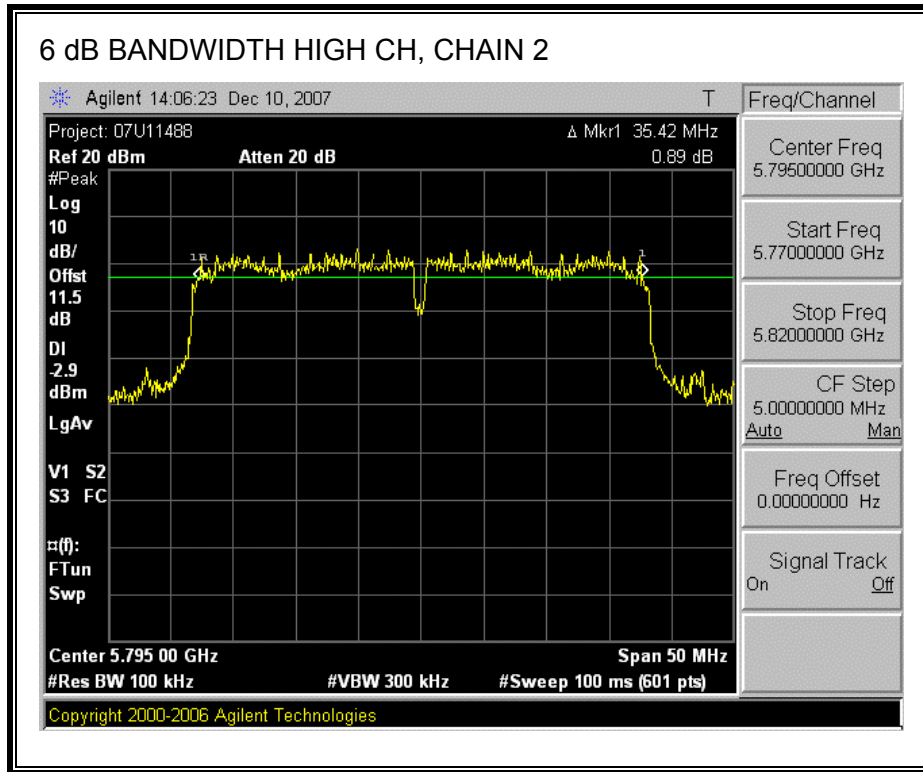 6 dB BANDWIDTH HIGH CH, CHAIN 2
Agilent 14:06:23 Dec 10, 2007 T
Freq/Channel
Project: 07U11488 Δ Mkr1 35.42 MHz
Ref 20 dBm Atten 20 dB 0.89 dB
#Peak
Log
10
dB/
Offst
11.5
dB
DI
-2.9
dBm
LgAv
V1 S2
S3 FC
¤(f):
FTun
Swp
1R
1
Center 5.795 00 GHz Span 50 MHz
#Res BW 100 kHz #VBW 300 kHz #Sweep 100 ms (601 pts)
Copyright 2000-2006 Agilent Technologies
Center Freq
5.79500000 GHz
Start Freq
5.77000000 GHz
Stop Freq
5.82000000 GHz
CF Step
5.00000000 MHz
Auto Man
Freq Offset
0.00000000 Hz
Signal Track
On Off